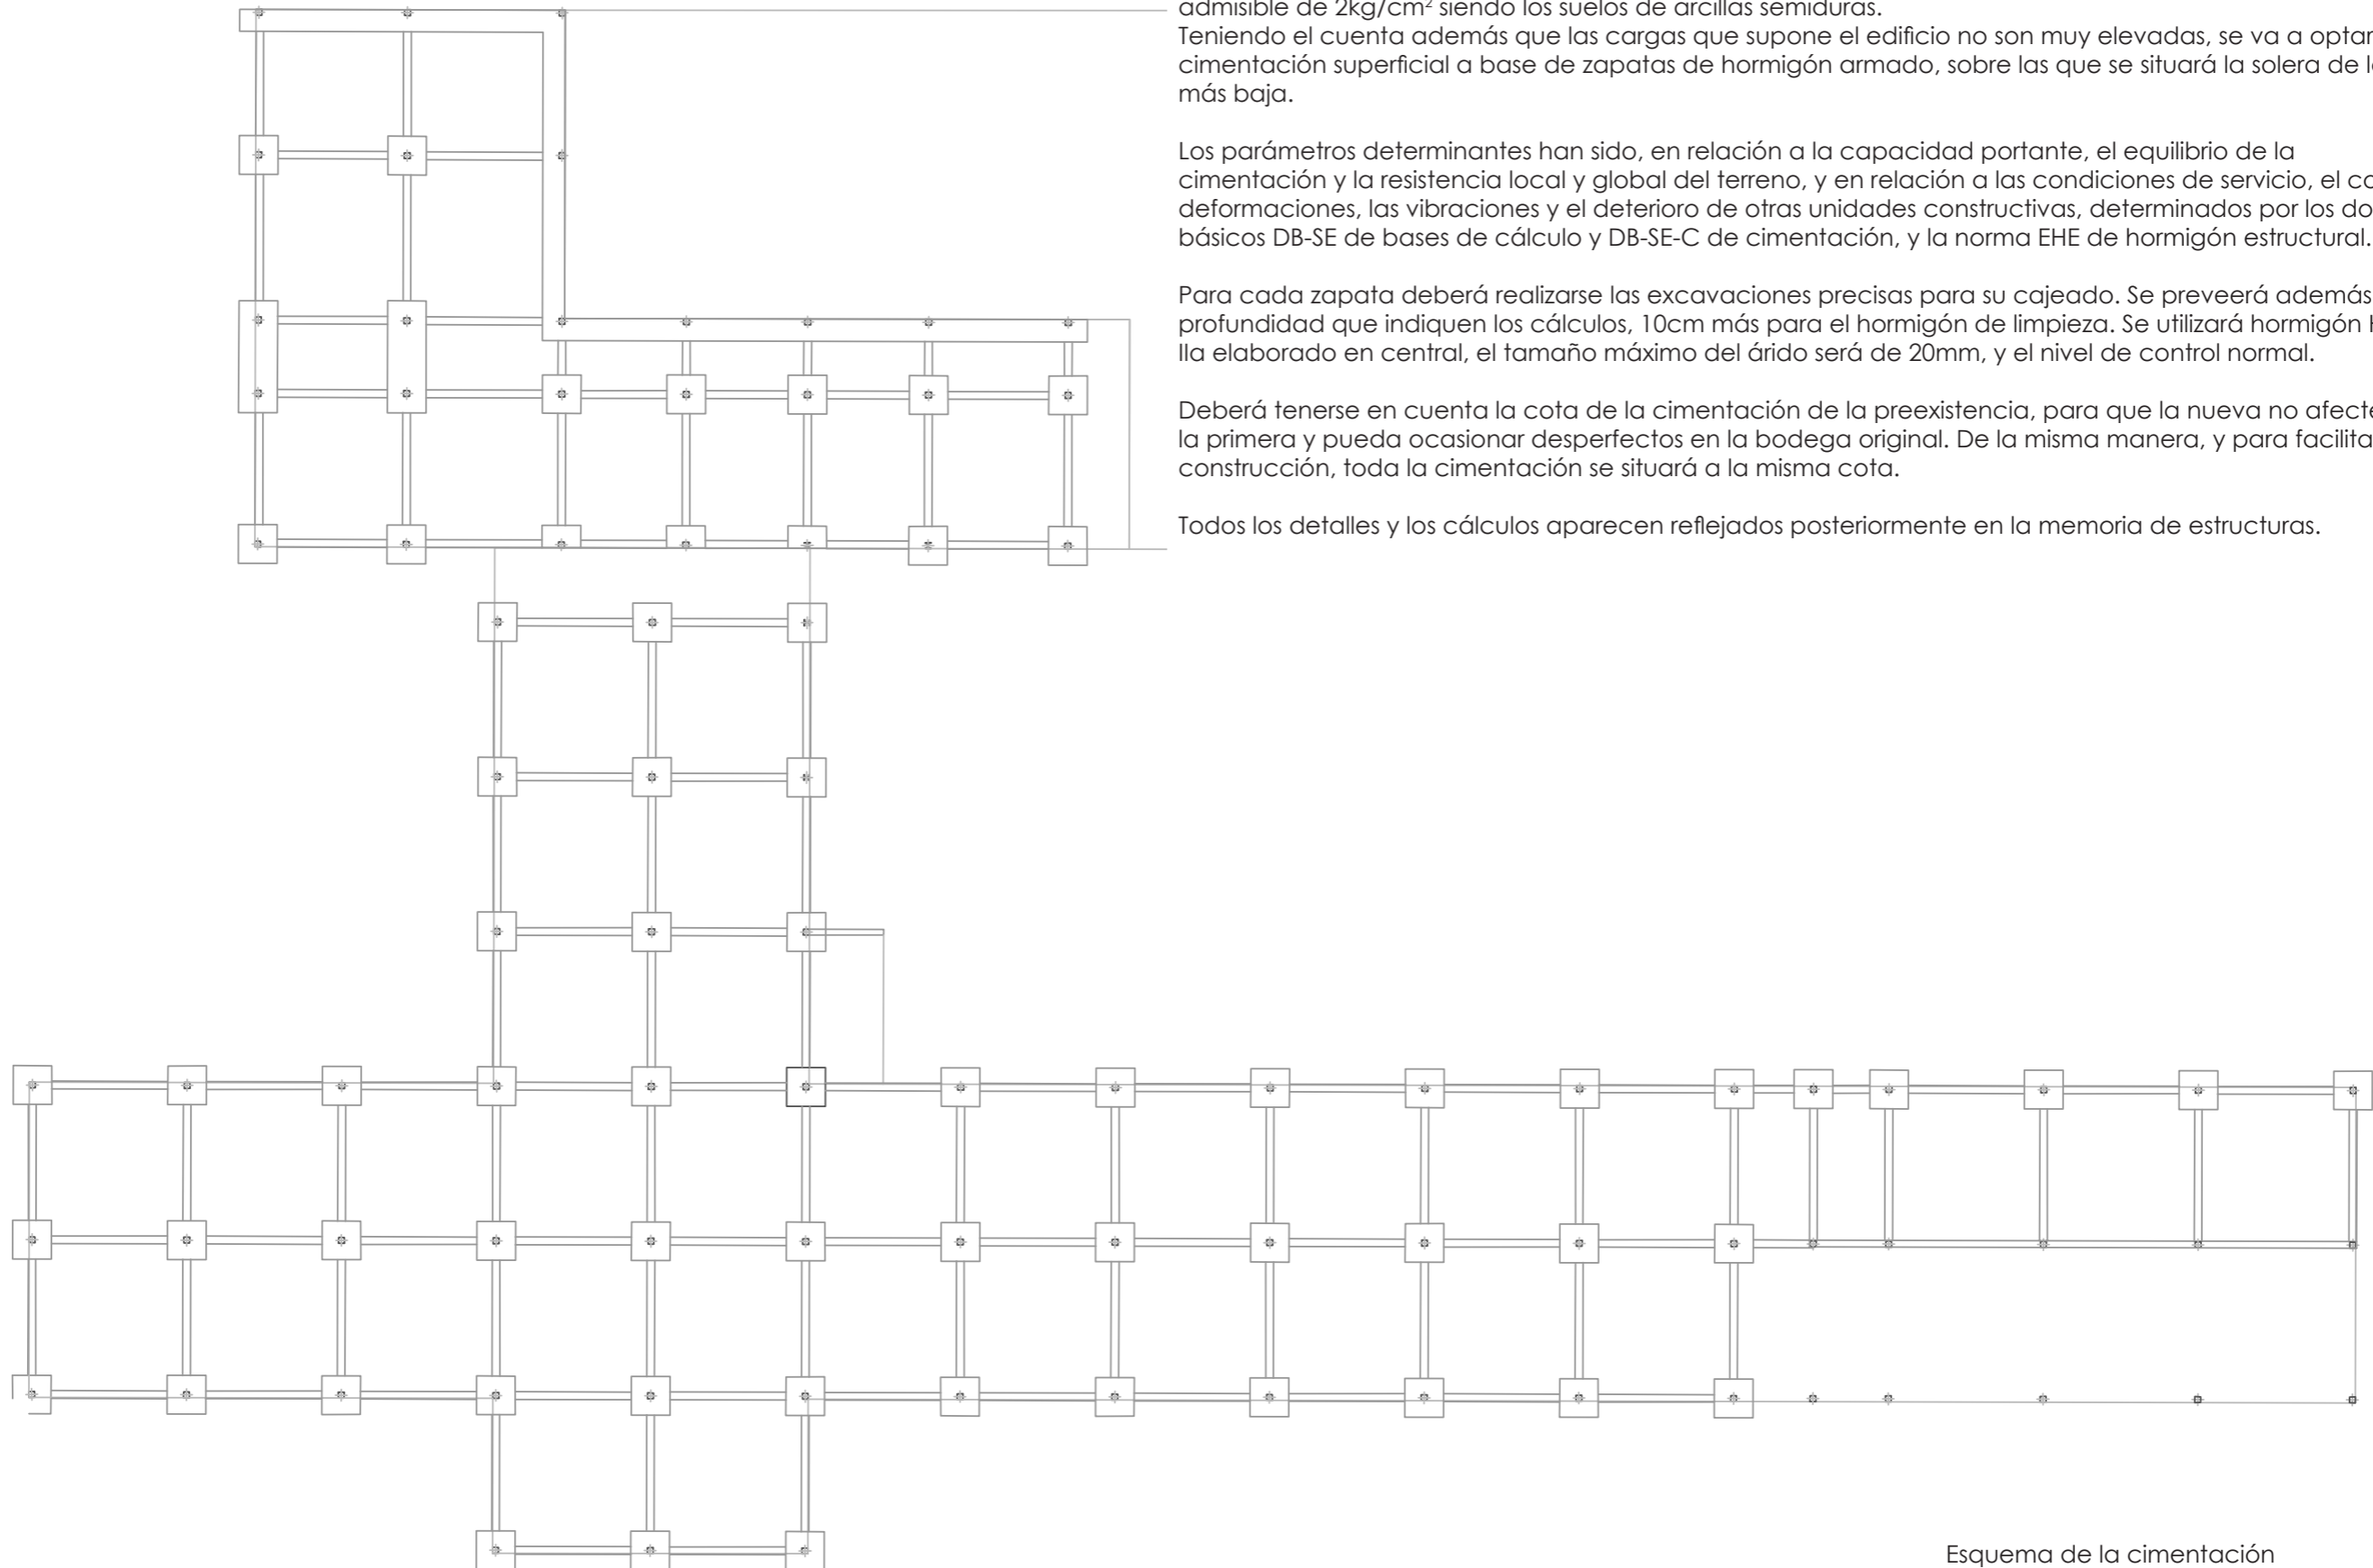 admisible de 2kg/cm² siendo los suelos de arcillas semiduras.
Teniendo el cuenta además que las cargas que supone el edificio no son muy elevadas, se va a optar
cimentación superficial a base de zapatas de hormigón armado, sobre las que se situará la solera de
más baja.
Los parámetros determinantes han sido, en relación a la capacidad portante, el equilibrio de la
cimentación y la resistencia local y global del terreno, y en relación a las condiciones de servicio, el
deformaciones, las vibraciones y el deterioro de otras unidades constructivas, determinados por los
básicos DB-SE de bases de cálculo y DB-SE-C de cimentación, y la norma EHE de hormigón estructural.
Para cada zapata deberá realizarse las excavaciones precisas para su cajeado. Se preveerá además
profundidad que indiquen los cálculos, 10cm más para el hormigón de limpieza. Se utilizará hormigón
IIa elaborado en central, el tamaño máximo del árido será de 20mm, y el nivel de control normal.
Deberá tenerse en cuenta la cota de la cimentación de la preexistencia, para que la nueva no afecte
la primera y pueda ocasionar desperfectos en la bodega original. De la misma manera, y para facilita
construcción, toda la cimentación se situará a la misma cota.
Todos los detalles y los cálculos aparecen reflejados posteriormente en la memoria de estructuras.
Esquema de la cimentación